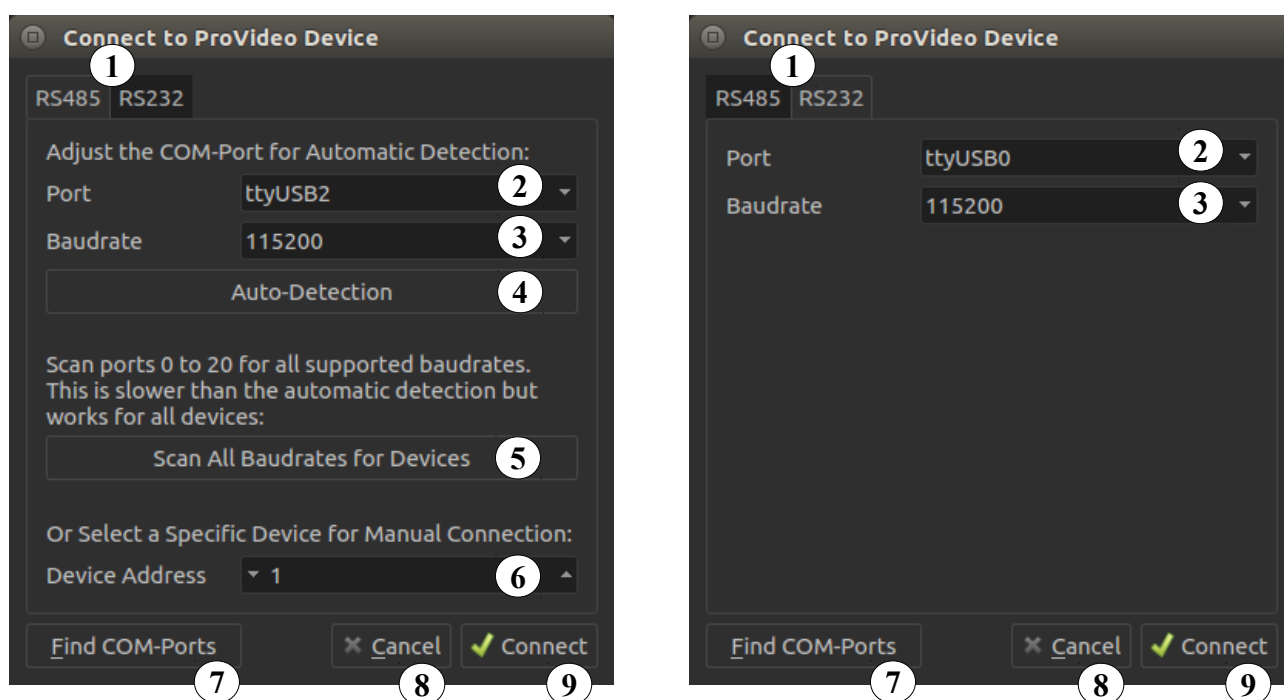 Connect to ProVideo Device
1
RS485 RS232
Adjust the COM-Port for Automatic Detection:
Port ttyUSB2 2
Baudrate 115200 3
Auto-Detection 4
Scan ports 0 to 20 for all supported baudrates.
This is slower than the automatic detection but
works for all devices:
Scan All Baudrates for Devices 5
Or Select a Specific Device for Manual Connection:
Device Address 1 6
Find COM-Ports Cancel Connect
7 8 9
Connect to ProVideo Device
1
RS485 RS232
Port ttyUSB0 2
Baudrate 115200 3
Find COM-Ports Cancel Connect
7 8 9